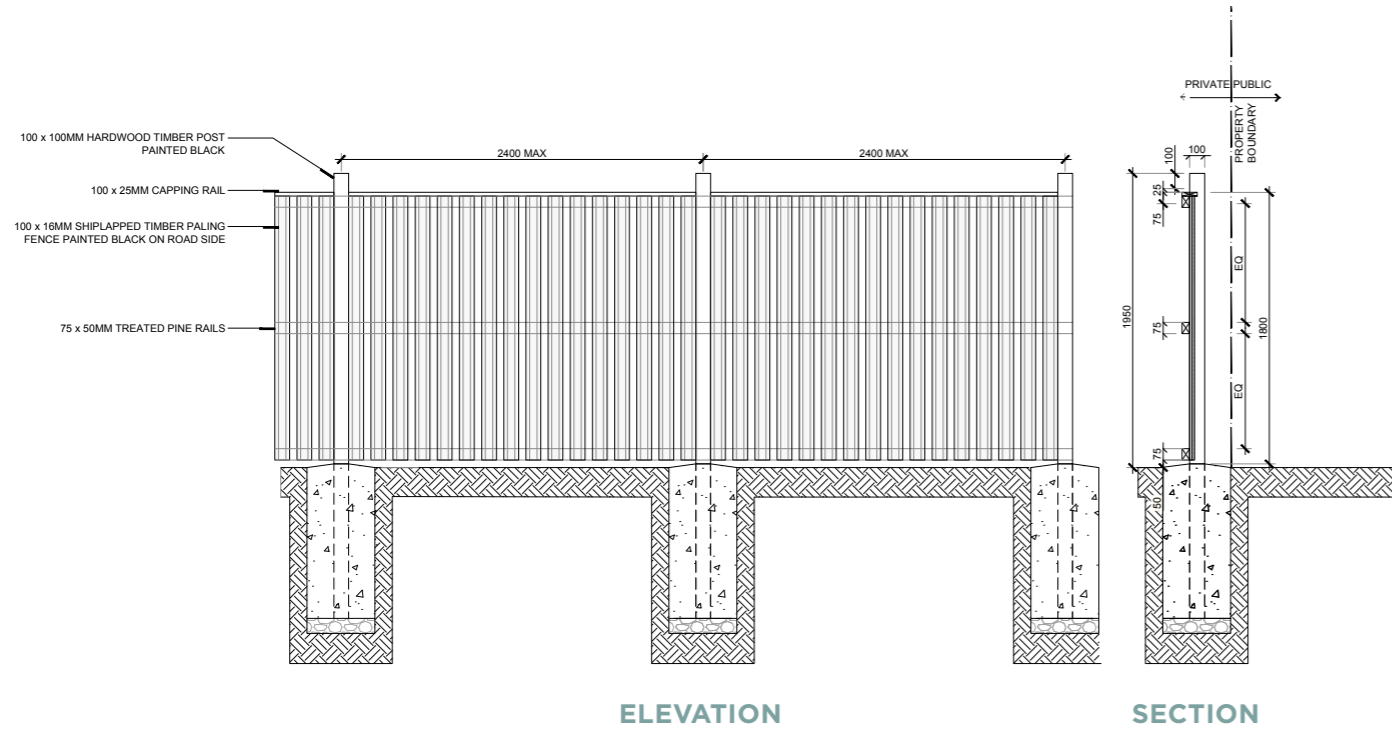 PRIVATE PUBLIC
PROPERTY
BOUNDARY
100 x 100MM HARDWOOD TIMBER POST
PAINTED BLACK
2400 MAX
2400 MAX
100
100
100 x 25MM CAPPING RAIL
25
75
100 x 16MM SHIPLAPPED TIMBER PALING
FENCE PAINTED BLACK ON ROAD SIDE
EQ
75 x 50MM TREATED PINE RAILS
1950
75
1800
EQ
75
50
ELEVATION
SECTION